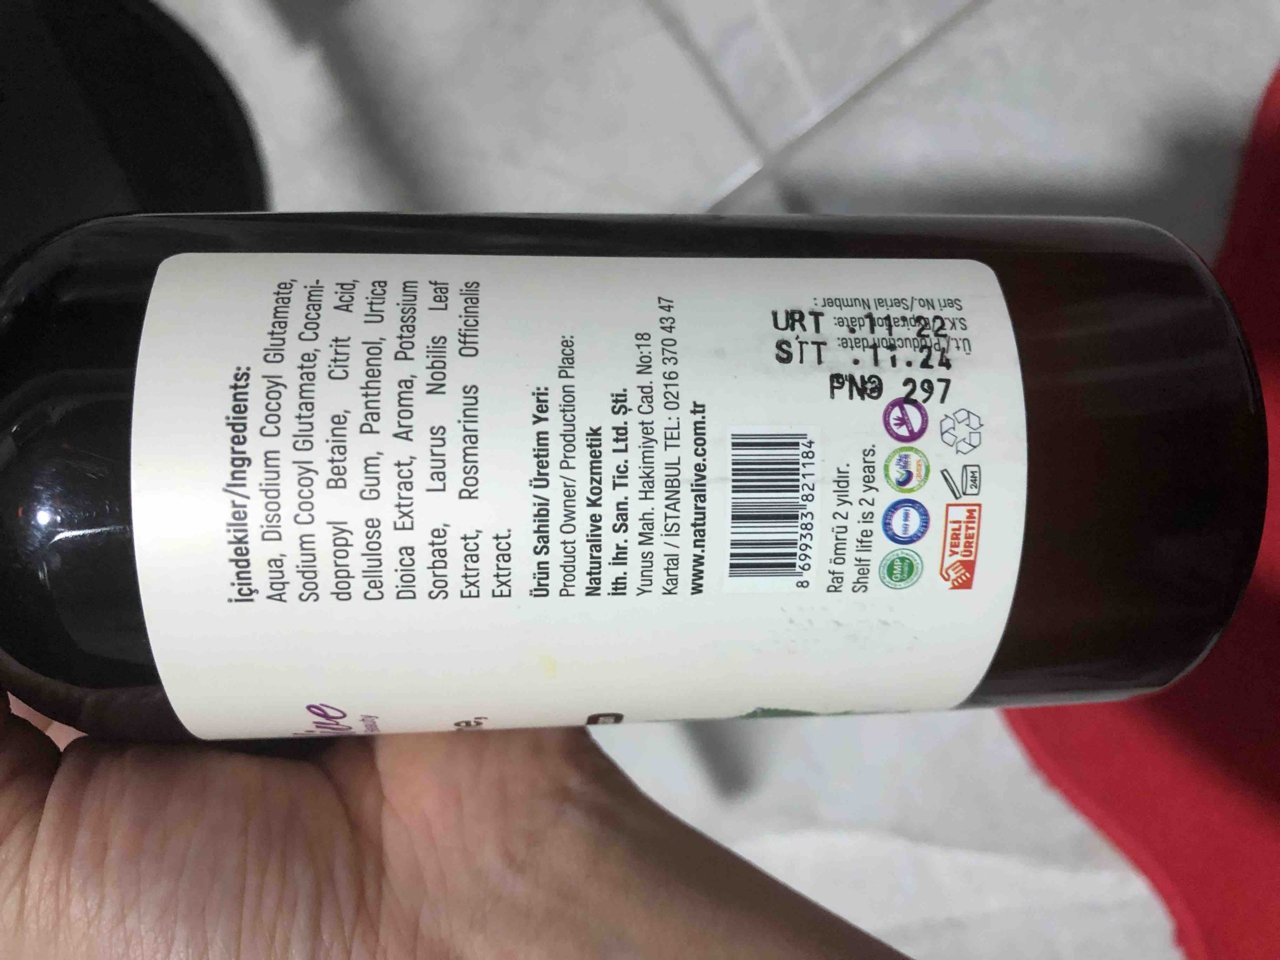 İçindekiler/Ingredients:
Aqua, Disodium Cocoyl Glutamate,
Sodium Cocoyl Glutamate, Cocami-
dopropyl Betaine, Citrit Acid,
Cellulose Gum, Panthenol, Urtica
Dioica Extract, Aroma, Potassium
Sorbate, Laurus Nobilis Leaf
Extract, Rosmarinus Officinalis
Extract.
Ürün Sahibi/ Üretim Yeri:
Product Owner/ Production Place:
Naturalive Kozmetik
İth. İhr. San. Tic. Ltd. Şti.
Yunus Mah. Hakimiyet Cad. No:18
Kartal / İSTANBUL TEL: 0216 370 43 47
www.naturalive.com.tr
8 699383 821184
Raf ömrü 2 yıldır.
Shelf life is 2 years.
GMP
24M
YERLİ
ÜRETİM
Üt./ Production date:
S.K.T./Expiration date:
Seri No./Serial Number:
URT .11.22
STT .11.24
PNO 297